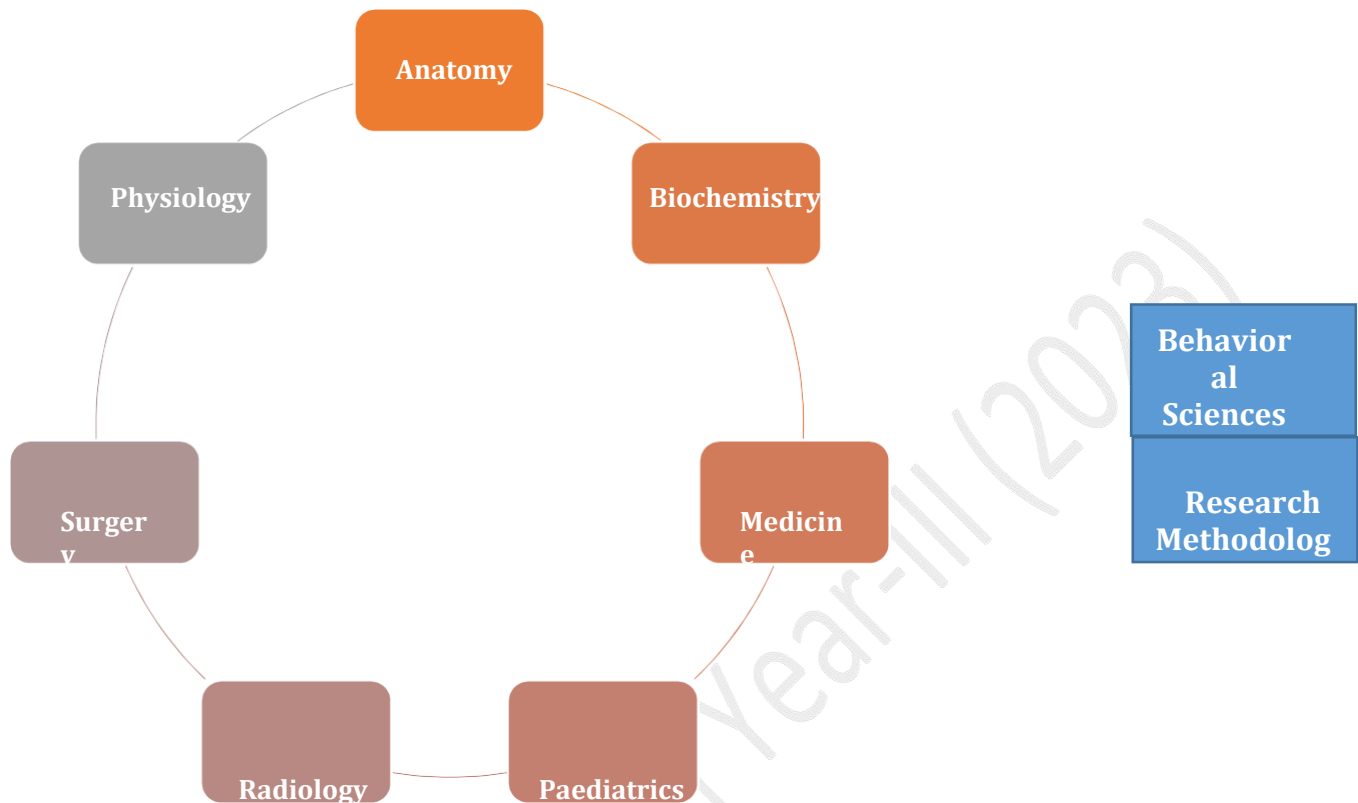 Anatomy
Physiology
Biochemistry
Behavior
al
Sciences
Surger
y
Medicin
e
Research
Methodolog
Radiology
Paediatrics
Year-III (2023)